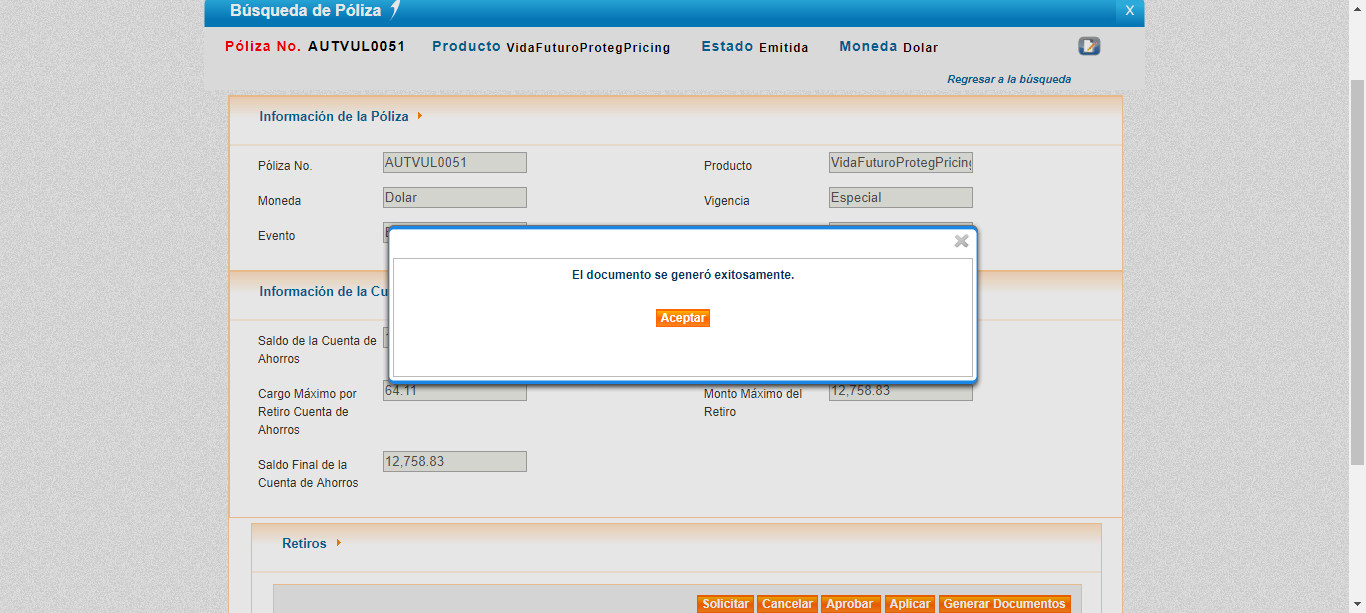 Búsqueda de Póliza
X
Póliza No. AUTVUL0051 Producto VidaFuturoProtegPricing Estado Emitida Moneda Dolar
Regresar a la búsqueda
Información de la Póliza
Póliza No. AUTVUL0051 Producto VidaFuturoProtegPricing
Moneda Dolar Vigencia Especial
Evento
El documento se generó exitosamente.
Aceptar
Información de la Cu
Saldo de la Cuenta de
Ahorros
Cargo Máximo por
Retiro Cuenta de
Ahorros
64.11
Monto Máximo del
Retiro
12,758.83
Saldo Final de la
Cuenta de Ahorros
12,758.83
Retiros
Solicitar Cancelar Aprobar Aplicar Generar Documentos